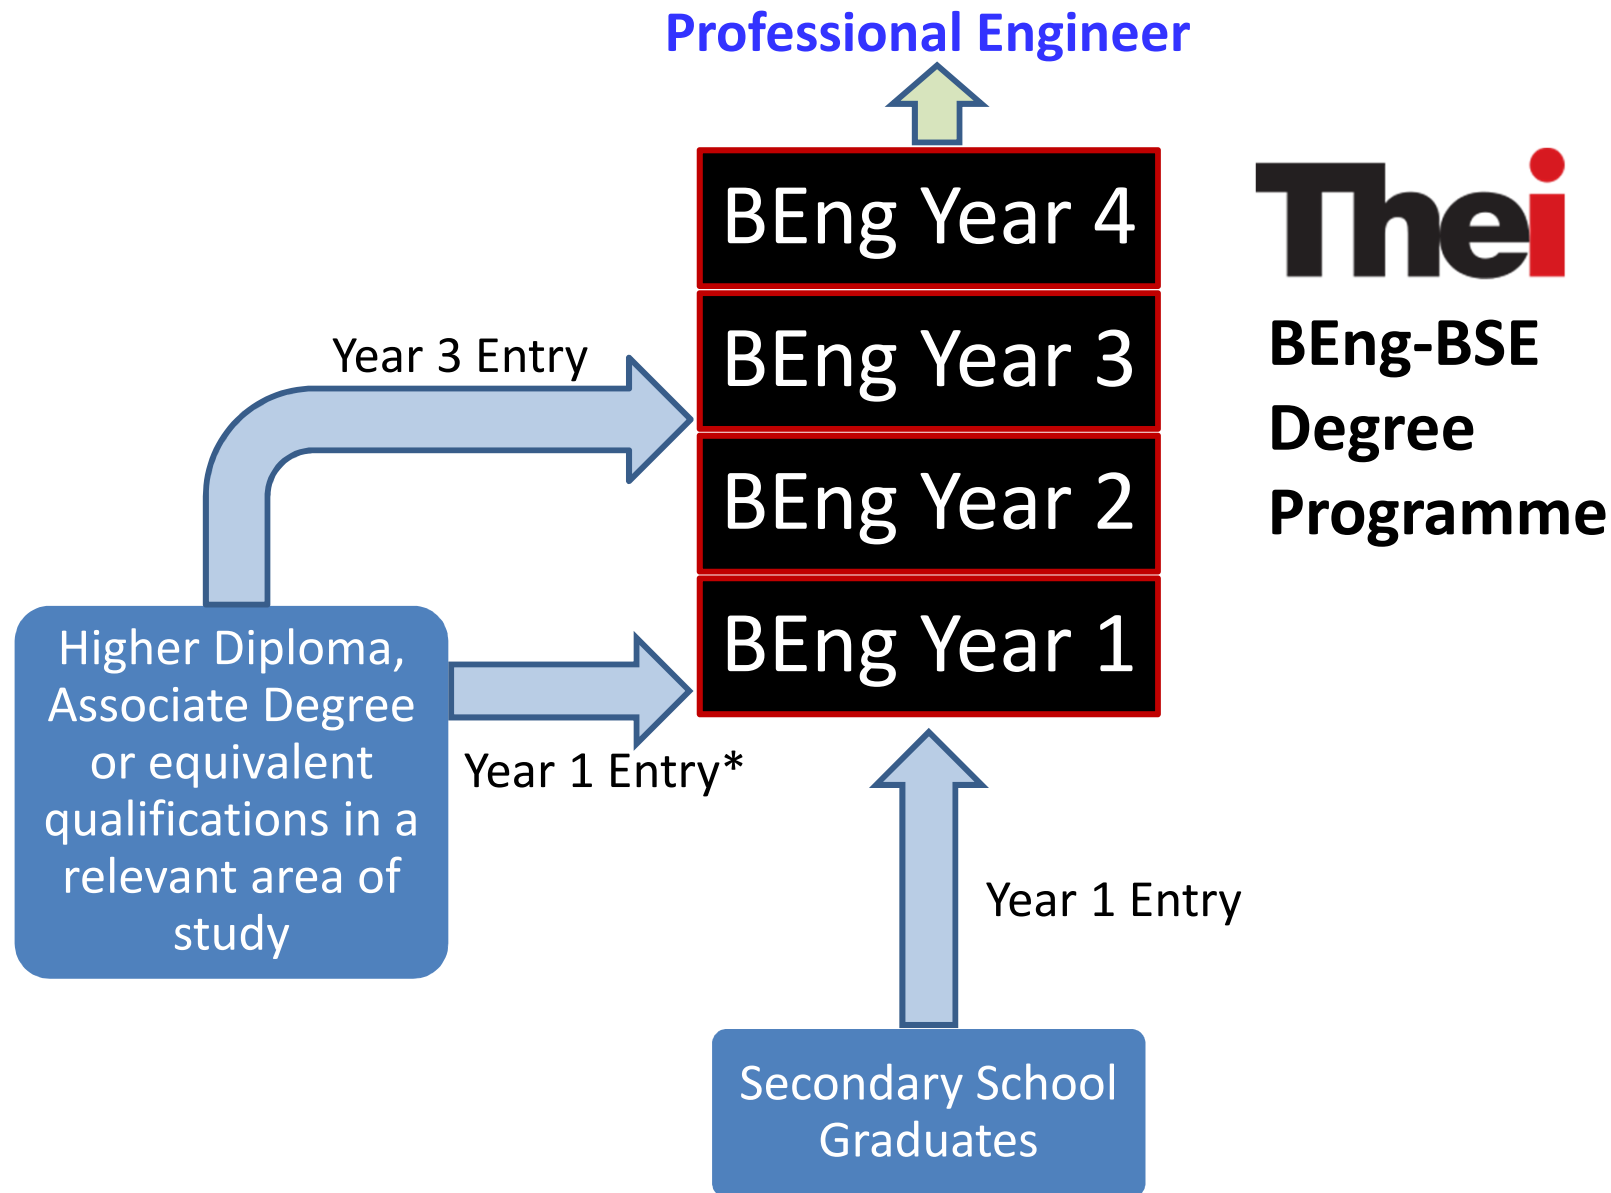 Professional Engineer
BEng Year 4
BEng Year 3
BEng Year 2
BEng Year 1
Thei
BEng-BSE
Degree
Programme
Year 3 Entry
Higher Diploma,
Associate Degree
or equivalent
qualifications in a
relevant area of
study
Year 1 Entry*
Year 1 Entry
Secondary School
Graduates